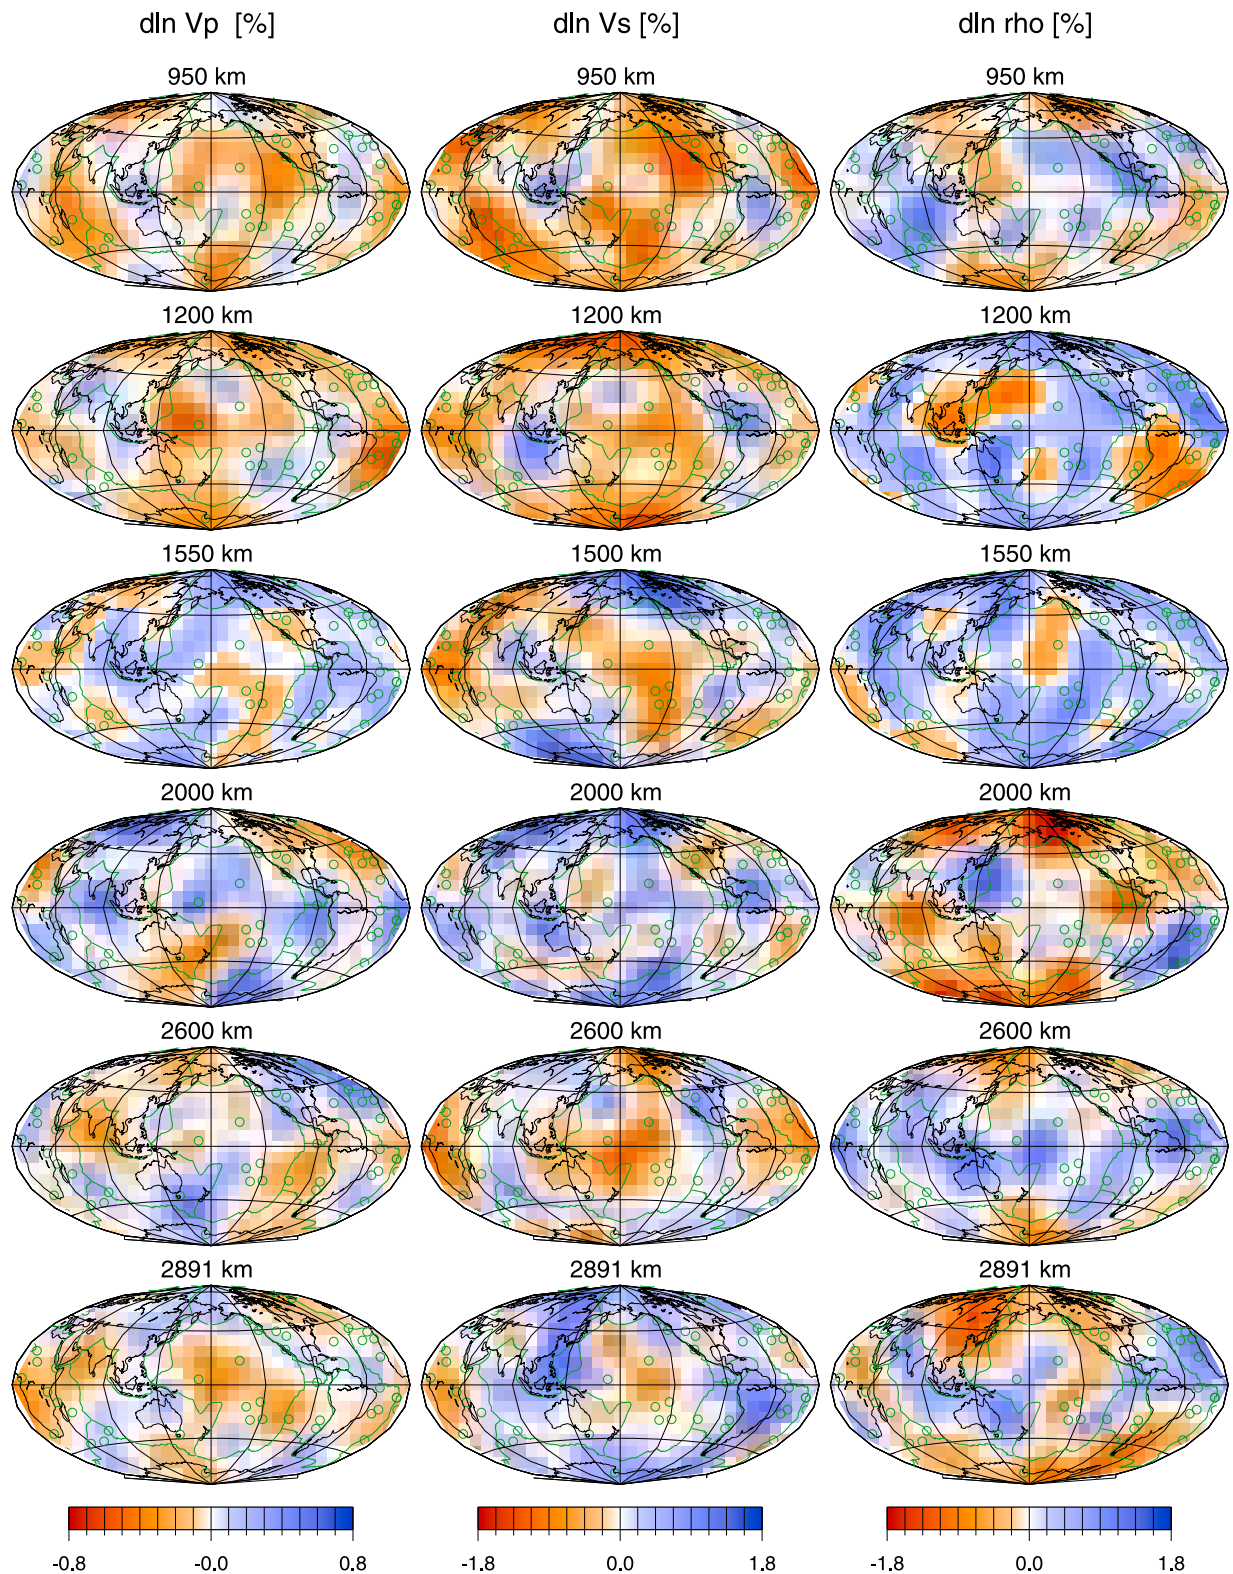 dln Vp [%] dln Vs [%] dln rho [%]
950 km 950 km 950 km
1200 km 1200 km 1200 km
1550 km 1500 km 1550 km
2000 km 2000 km 2000 km
2600 km 2600 km 2600 km
2891 km 2891 km 2891 km
-0.8 -0.0 0.8 -1.8 0.0 1.8 -1.8 0.0 1.8